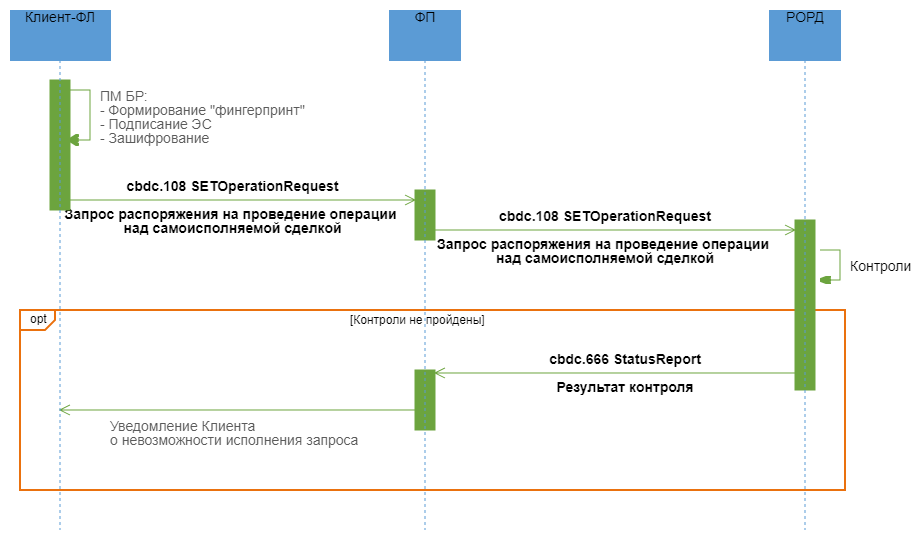 Клиент-ФЛ
ФП
РОРД
ПМ БР:
- Формирование "фингерпринт"
- Подписание ЭС
- Зашифрование
cbdc.108 SETOperationRequest
Запрос распоряжения на проведение операции
над самоисполняемой сделкой
cbdc.108 SETOperationRequest
Запрос распоряжения на проведение операции
над самоисполняемой сделкой
Контроли
opt
[Контроли не пройдены]
cbdc.666 StatusReport
Результат контроля
Уведомление Клиента
о невозможности исполнения запроса